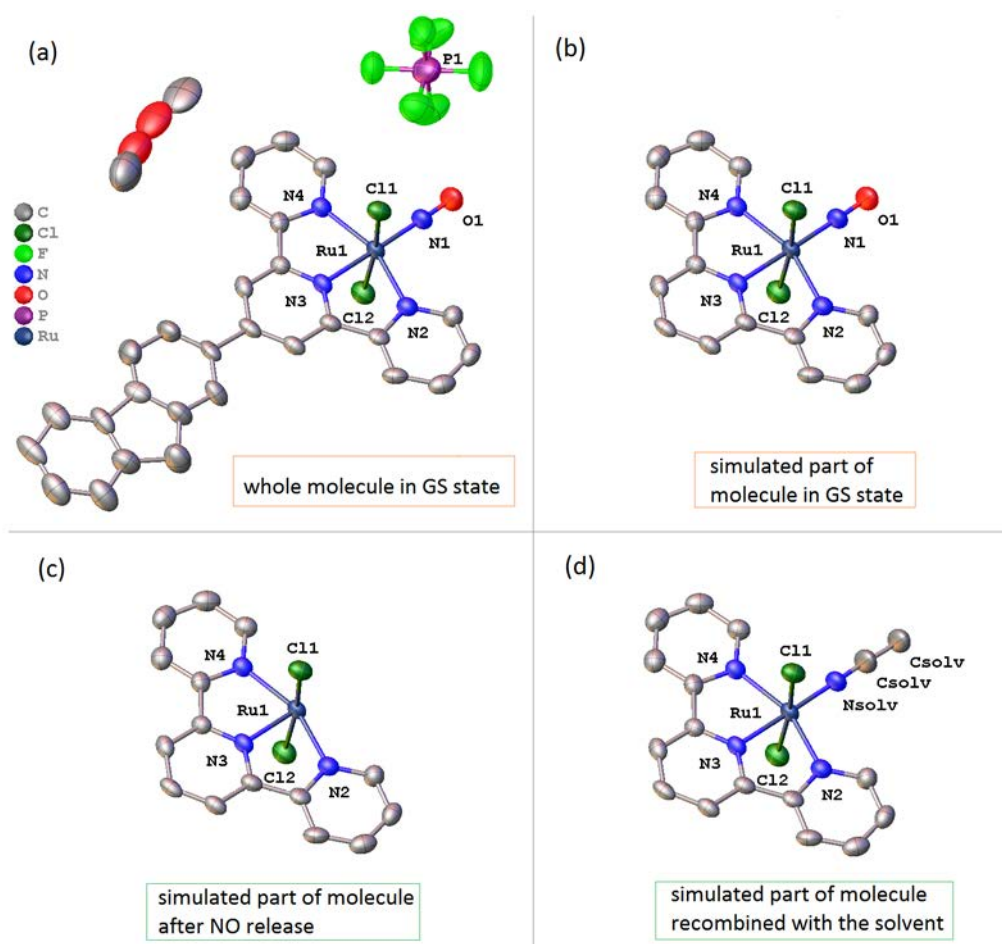 (a)
P1
C
Cl
F
N
O
P
Ru
N4
Cl1
O1
N1
Ru1
N3
Cl2
N2
whole molecule in GS state
(b)
N4
Cl1
O1
N1
Ru1
N3
Cl2
N2
simulated part of
molecule in GS state
(c)
N4
Cl1
Ru1
N3
Cl2
N2
simulated part of molecule
after NO release
(d)
N4
Cl1
Csolv
Csolv
Nsolv
Ru1
N3
Cl2
N2
simulated part of molecule
recombined with the solvent